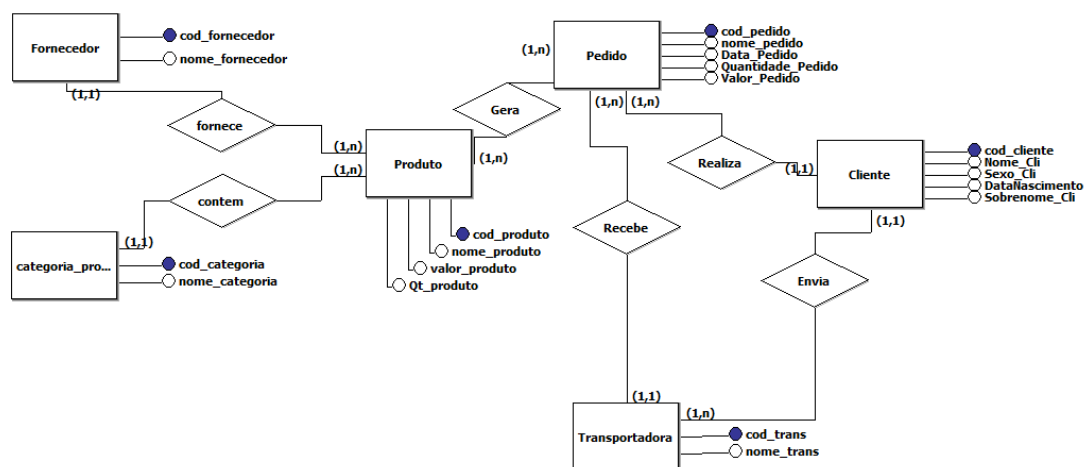 Fornecedor
cod_fornecedor
nome_fornecedor
(1,1)
fornece
(1,n)
Produto
(1,n)
contem
(1,1)
categoria_pro...
cod_categoria
nome_categoria
cod_produto
nome_produto
valor_produto
Qt_produto
(1,n)
Gera
(1,n)
Pedido
cod_pedido
nome_pedido
Data_Pedido
Quantidade_Pedido
Valor_Pedido
(1,n)
(1,n)
Realiza
(1,1)
Cliente
cod_cliente
Nome_Cli
Sexo_Cli
DataNascimento
Sobrenome_Cli
(1,1)
Recebe
Envia
(1,1)
(1,n)
Transportadora
cod_trans
nome_trans